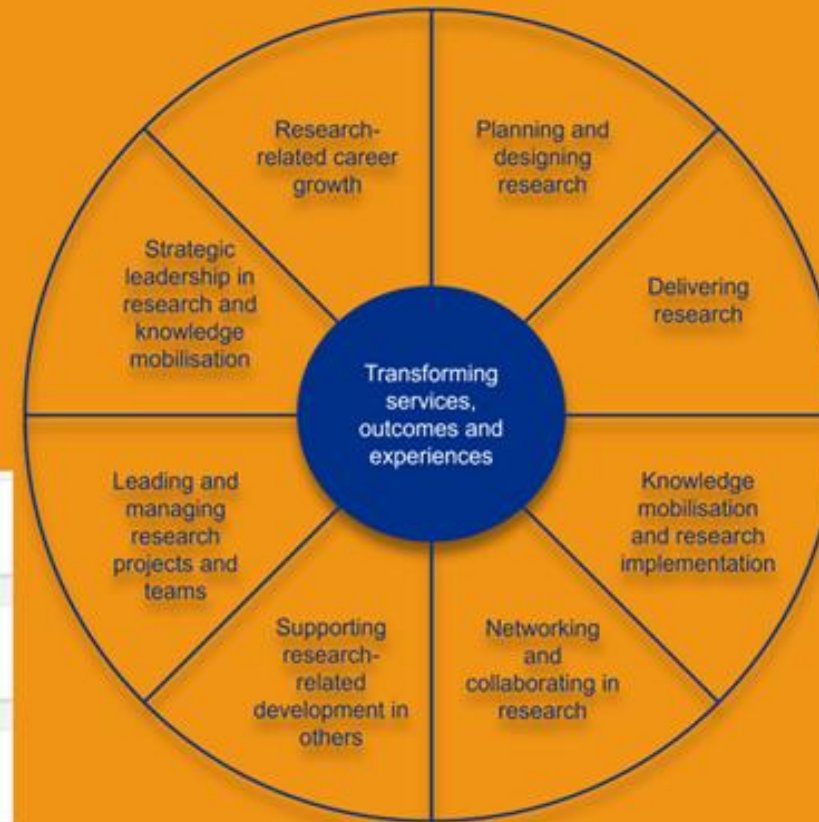 Research-
related career
growth
Planning and
designing
research
Delivering
research
Knowledge
mobilisation
and research
implementation
Networking
and
collaborating in
research
Supporting
research-
related
development in
others
Leading and
managing
research
projects and
teams
Strategic
leadership in
research and
knowledge
mobilisation
Transforming
services,
outcomes and
experiences